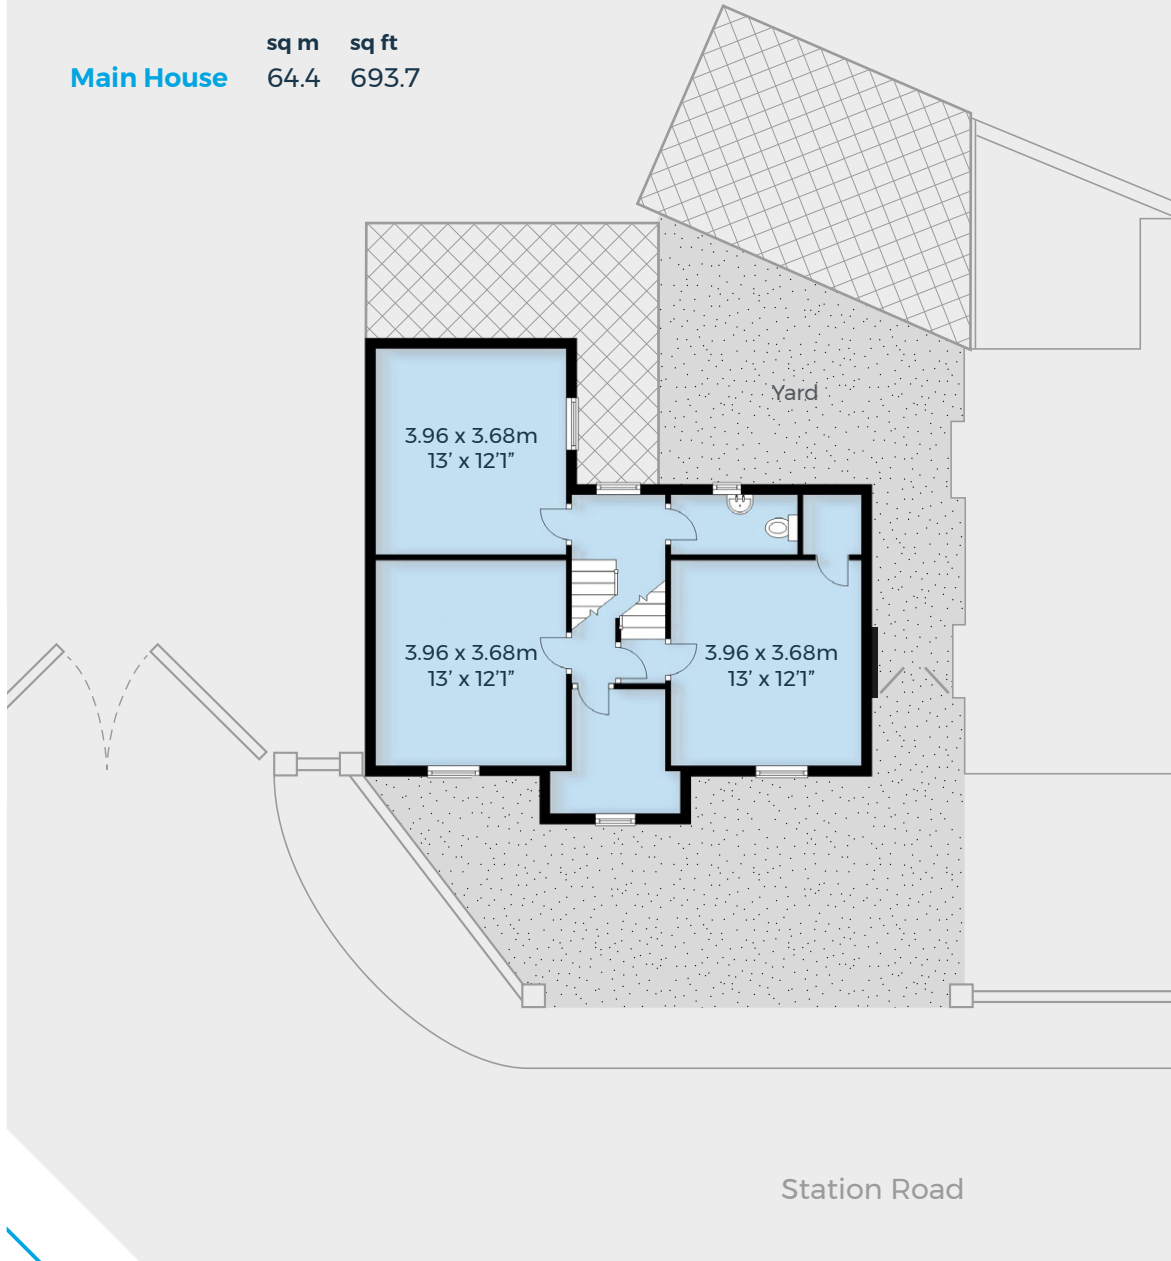 sq m sq ft
Main House 64.4 693.7
Yard
3.96 x 3.68m
13’ x 12’1”
3.96 x 3.68m
13’ x 12’1”
3.96 x 3.68m
13’ x 12’1”
Station Road